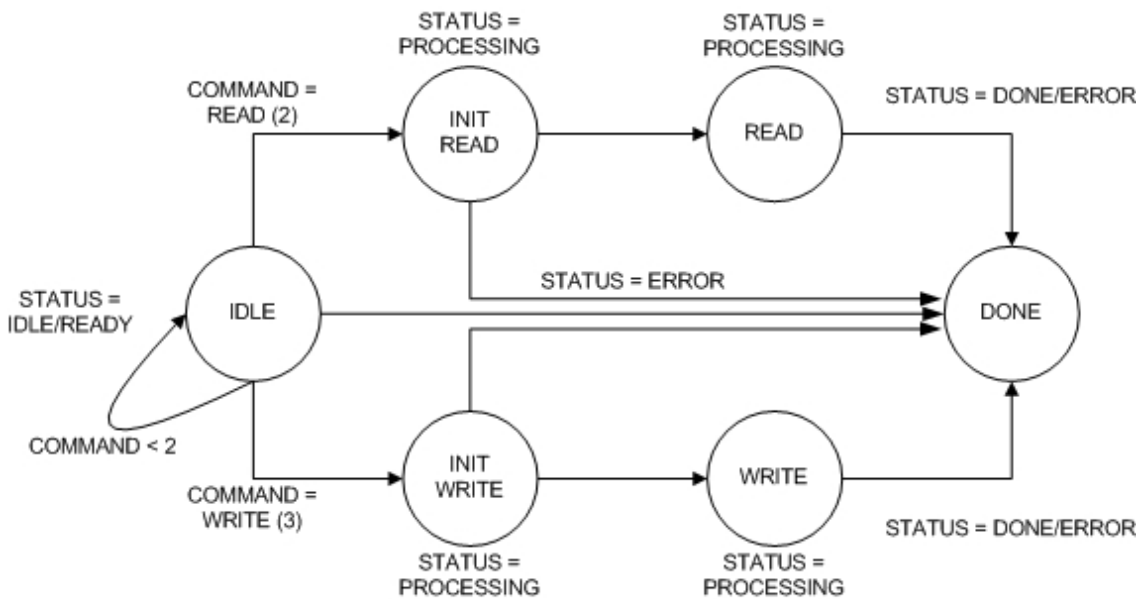 STATUS =
PROCESSING
STATUS =
PROCESSING
COMMAND =
READ (2)
STATUS = DONE/ERROR
INIT
READ
READ
STATUS = ERROR
STATUS =
IDLE/READY
IDLE
DONE
COMMAND < 2
INIT
WRITE
WRITE
COMMAND =
WRITE (3)
STATUS = DONE/ERROR
STATUS =
PROCESSING
STATUS =
PROCESSING